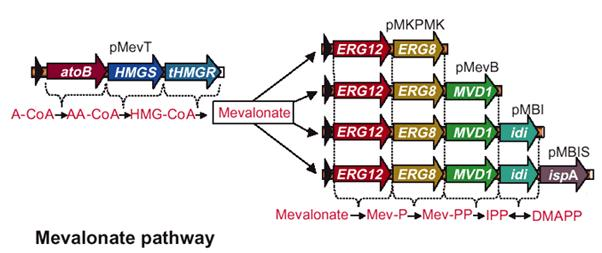 pMevT
atoB HMGS tHMGR
A-CoA AA-CoA HMG-CoA
Mevalonate
pMKPMK
ERG12 ERG8
pMevB
ERG12 ERG8 MVD1
pMBI
ERG12 ERG8 MVD1 idi
pMBIS
ERG12 ERG8 MVD1 idi ispA
Mevalonate Mev-P Mev-PP IPP DMAPP
Mevalonate pathway